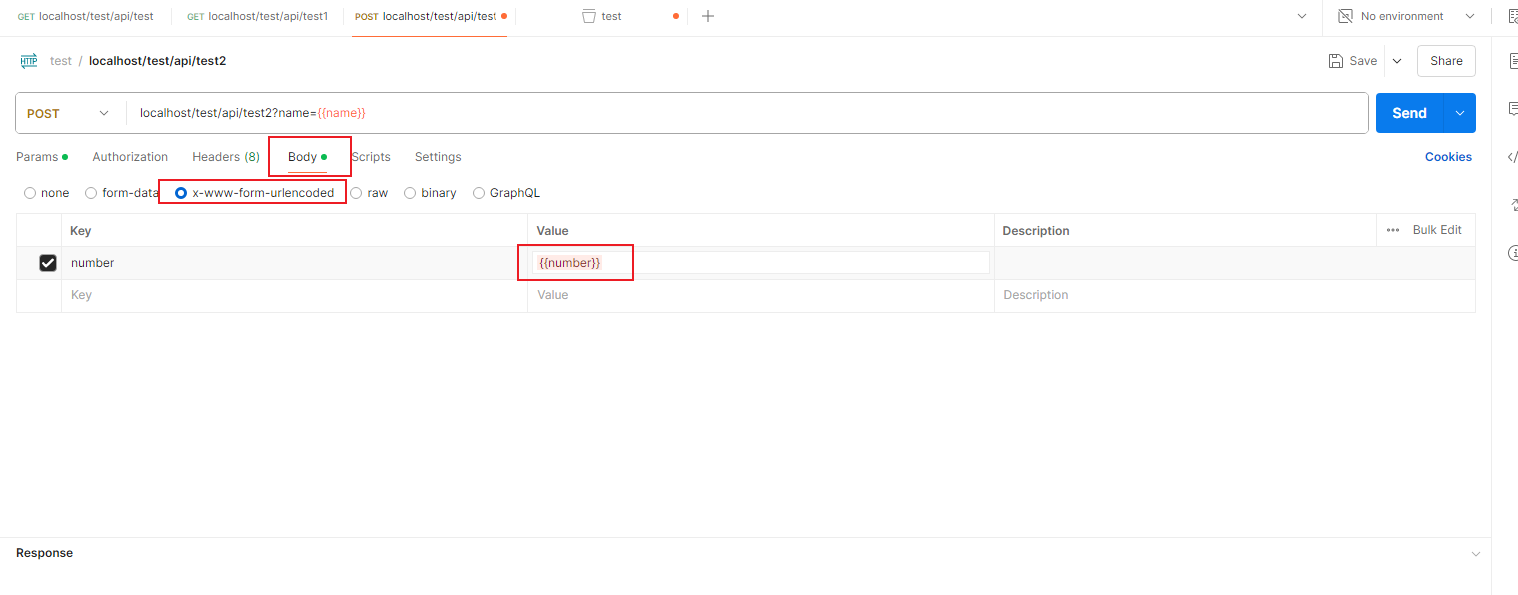 GET localhost/test/api/test GET localhost/test/api/test1 POST localhost/test/api/test test No environment
HTTP test / localhost/test/api/test2 Save Share
POST localhost/test/api/test2?name={{name}} Send
Params Authorization Headers (8) Body Scripts Settings Cookies
none form-data x-www-form-urlencoded raw binary GraphQL
Key Value Description Bulk Edit
number {{number}}
Key Value Description
Response